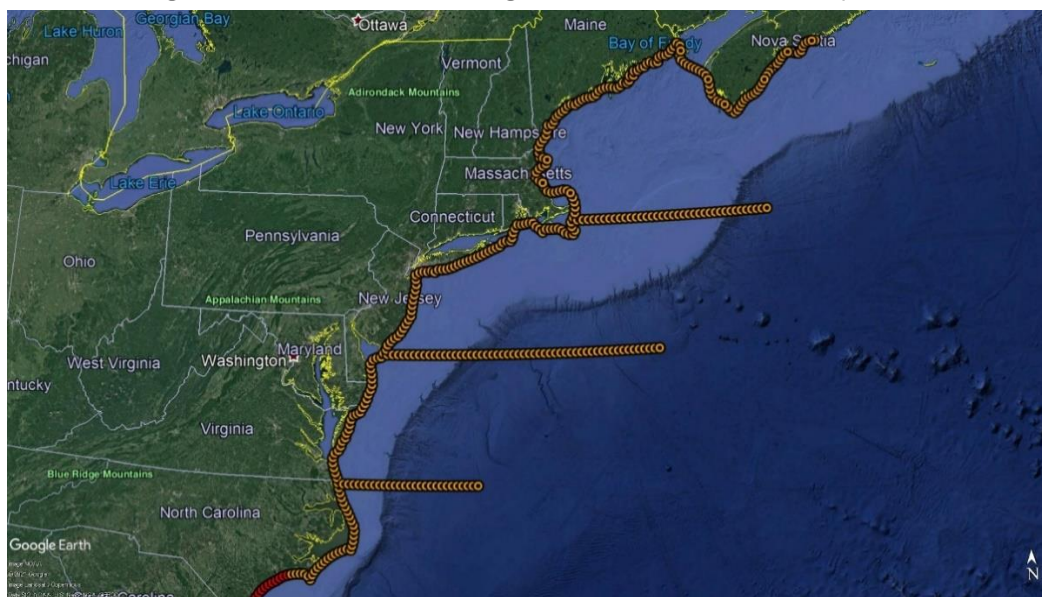 Georgian Bay
Ottawa
Maine
Lake Huron
Bay of Fundy
Nova Scotia
chigan
Vermont
Adirondack Mountains
Lake Ontario
New York
New Hampshire
Lake Erie
Massach etts
Connecticut
Pennsylvania
Ohio
Appalachian Mountains
New Jersey
Maryland
West Virginia
Washington
ntucky
Virginia
Blue Ridge Mountains
North Carolina
Google Earth
N